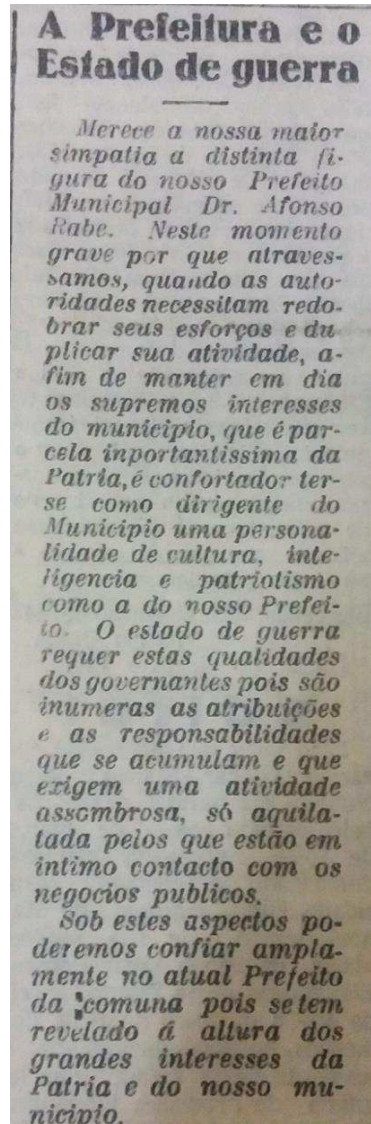 A Prefeitura e o
Estado de guerra
Merece a nossa maior
simpatia a distinta fi-
gura do nosso Prefeito
Municipal Dr. Afonso
Rabe. Neste momento
grave por que atraves-
samos, quando as auto-
ridades necessitam redo-
brar seus esforços e du
plicar sua atividade, a-
fim de manter em dia
os supremos interesses
do municipio, que é par-
cela inportantissima da
Patria, é confortador ter-
se como dirigente do
Municipio uma persona-
lidade de cultura, inte-
ligencia e patriotismo
como a do nosso Prefei-
to. O estado de guerra
requer estas qualidades
dos governantes pois são
inumeras as atribuições
e as responsabilidades
que se acumulam e que
exigem uma atividade
assombrosa, só aquila-
tada pelos que estão em
intimo contacto com os
negocios publicos.
Sob estes aspectos po-
deremos confiar ampla-
mente no atual Prefeito
da comuna pois se tem
revelado á altura dos
grandes interesses da
Patria e do nosso mu-
nicipio.